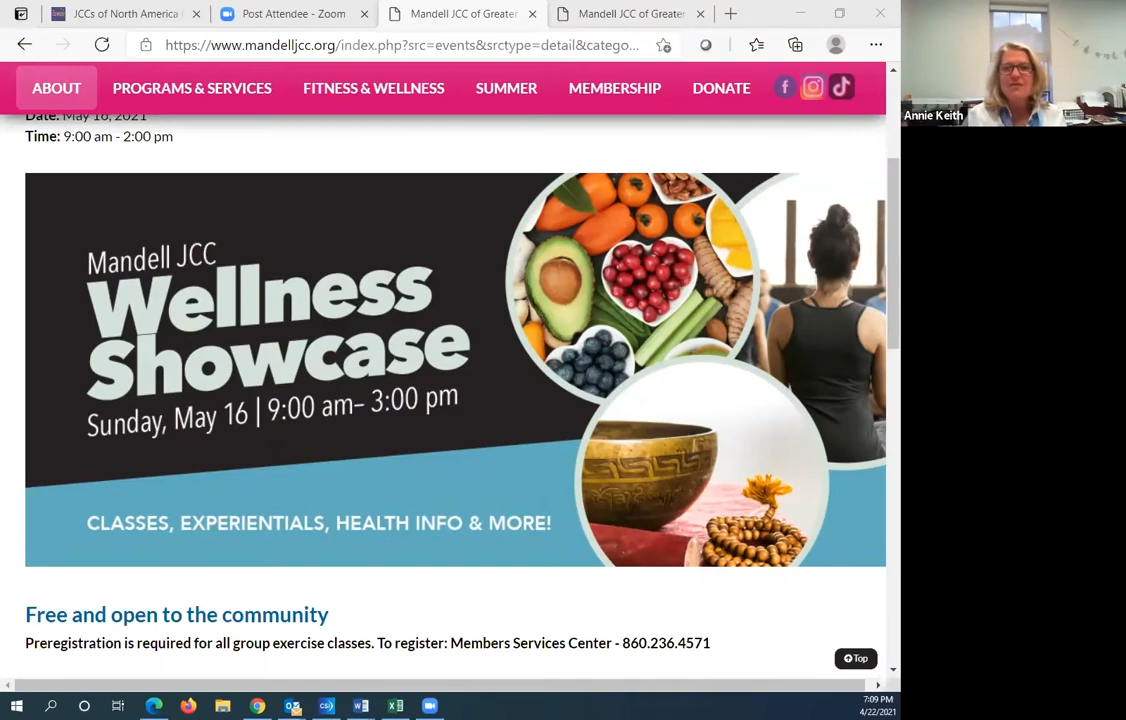 JCCs of North America
Post Attendee - Zoom
Mandell JCC of Greater
Mandell JCC of Greater
https://www.mandelljcc.org/index.php?src=events&srctype=detail&catego...
ABOUT
PROGRAMS & SERVICES
FITNESS & WELLNESS
SUMMER
MEMBERSHIP
DONATE
Annie Keith
Date: May 16, 2021
Time: 9:00 am - 2:00 pm
Mandell JCC
Wellness
Showcase
Sunday, May 16 | 9:00 am– 3:00 pm
CLASSES, EXPERIENTIALS, HEALTH INFO & MORE!
Free and open to the community
Preregistration is required for all group exercise classes. To register: Members Services Center - 860.236.4571
Top
7:09 PM
4/22/2021